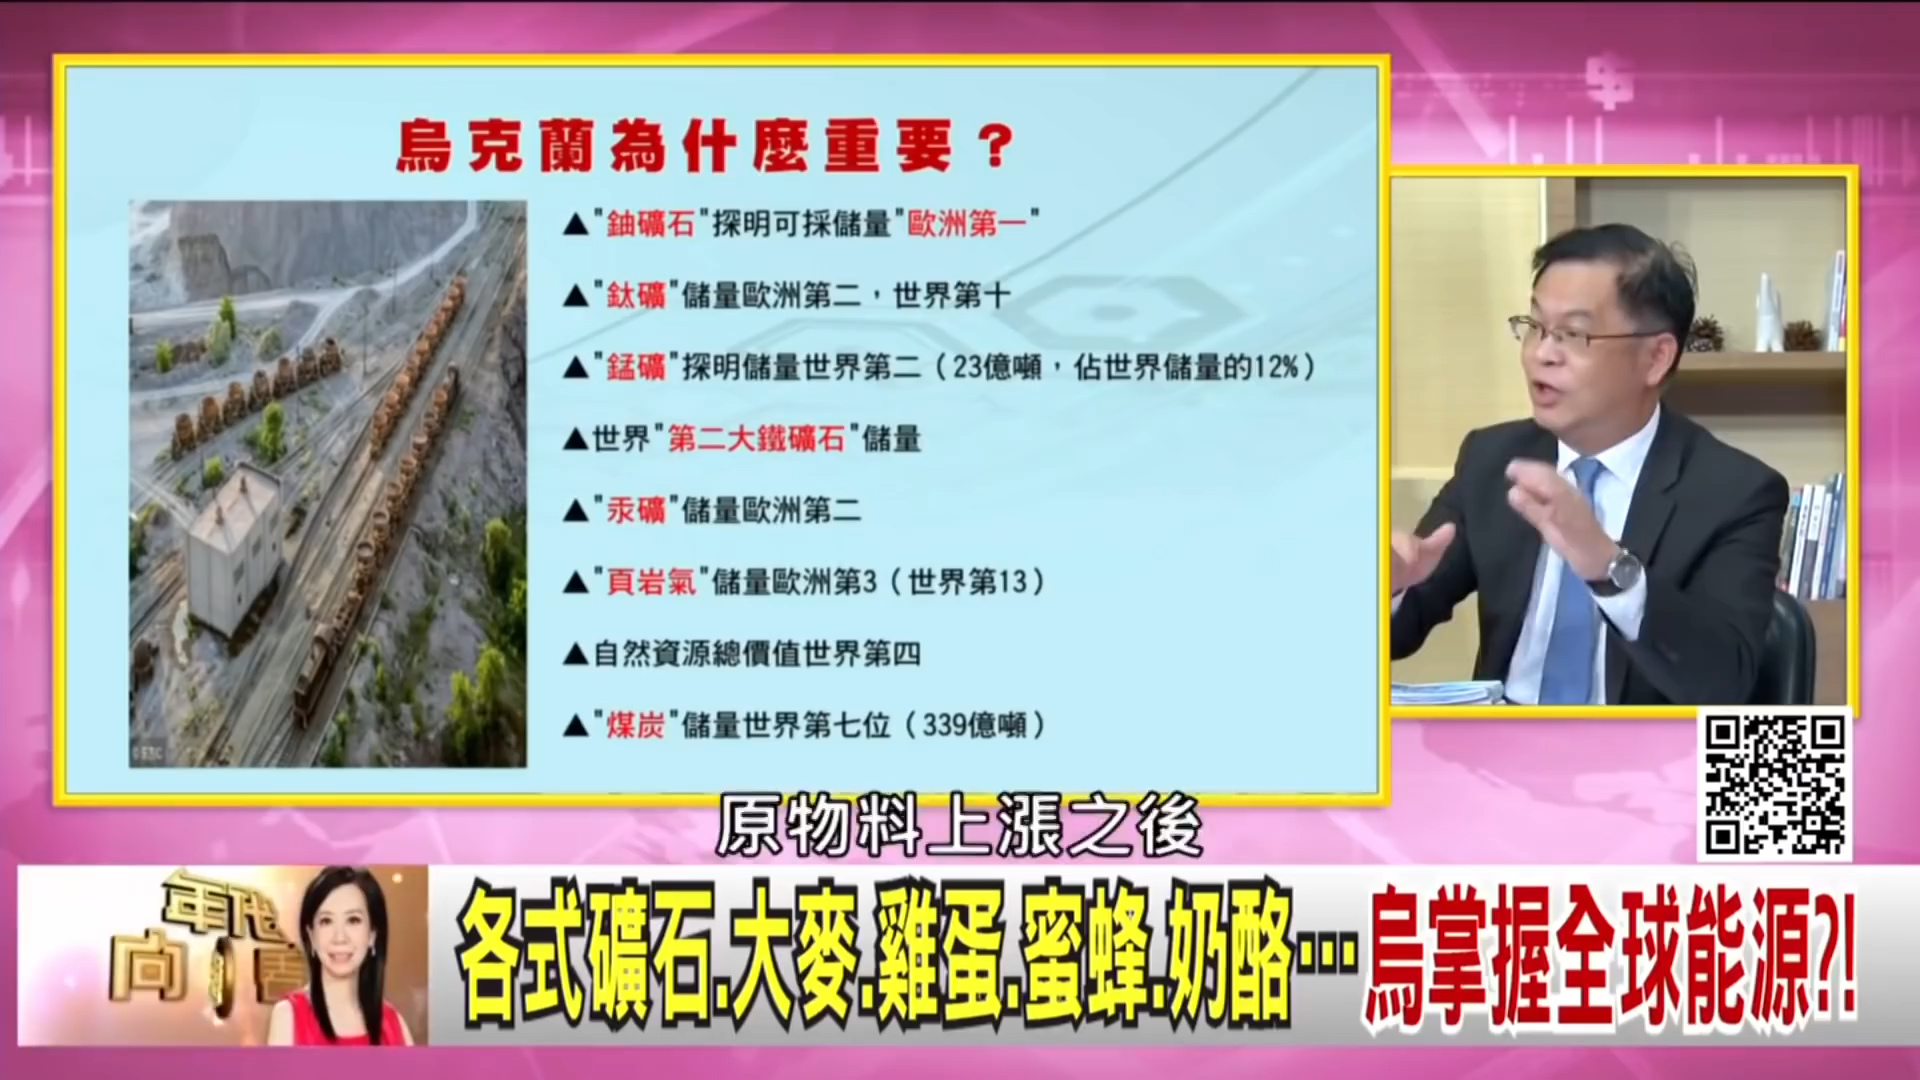 烏克蘭為什麼重要？
▲"鈾礦石"探明可採儲量"歐洲第一"
▲"鈦礦"儲量歐洲第二，世界第十
▲"錳礦"探明儲量世界第二（23億噸，佔世界儲量的12%）
▲世界"第二大鐵礦石"儲量
▲"汞礦"儲量歐洲第二
▲"頁岩氣"儲量歐洲第3（世界第13）
▲自然資源總價值世界第四
▲"煤炭"儲量世界第七位（339億噸）
原物料上漲之後
年代
向
各式礦石.大麥.雞蛋.蜜蜂.奶酪…烏掌握全球能源?!